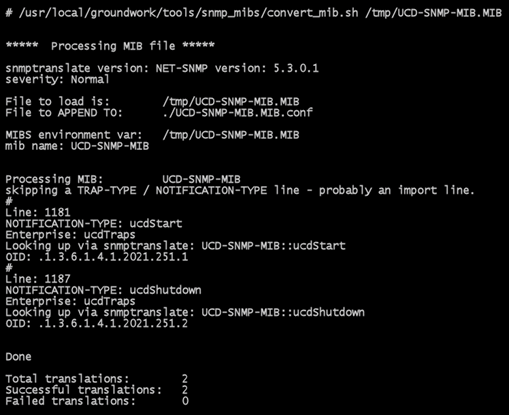 # /usr/local/groundwork/tools/snmp_mibs/convert_mib.sh /tmp/UCD-SNMP-MIB.MIB
***** Processing MIB file *****
snmptranslate version: NET-SNMP version: 5.3.0.1
severity: Normal
File to load is: /tmp/UCD-SNMP-MIB.MIB
File to APPEND TO: ./UCD-SNMP-MIB.MIB.conf
MIBS environment var: /tmp/UCD-SNMP-MIB.MIB
mib name: UCD-SNMP-MIB
Processing MIB: UCD-SNMP-MIB
skipping a TRAP-TYPE / NOTIFICATION-TYPE line - probably an import line.
#
Line: 1181
NOTIFICATION-TYPE: ucdStart
Enterprise: ucdTraps
Looking up via snmptranslate: UCD-SNMP-MIB::ucdStart
OID: .1.3.6.1.4.1.2021.251.1
#
Line: 1187
NOTIFICATION-TYPE: ucdShutdown
Enterprise: ucdTraps
Looking up via snmptranslate: UCD-SNMP-MIB::ucdShutdown
OID: .1.3.6.1.4.1.2021.251.2
Done
Total translations: 2
Successful translations: 2
Failed translations: 0